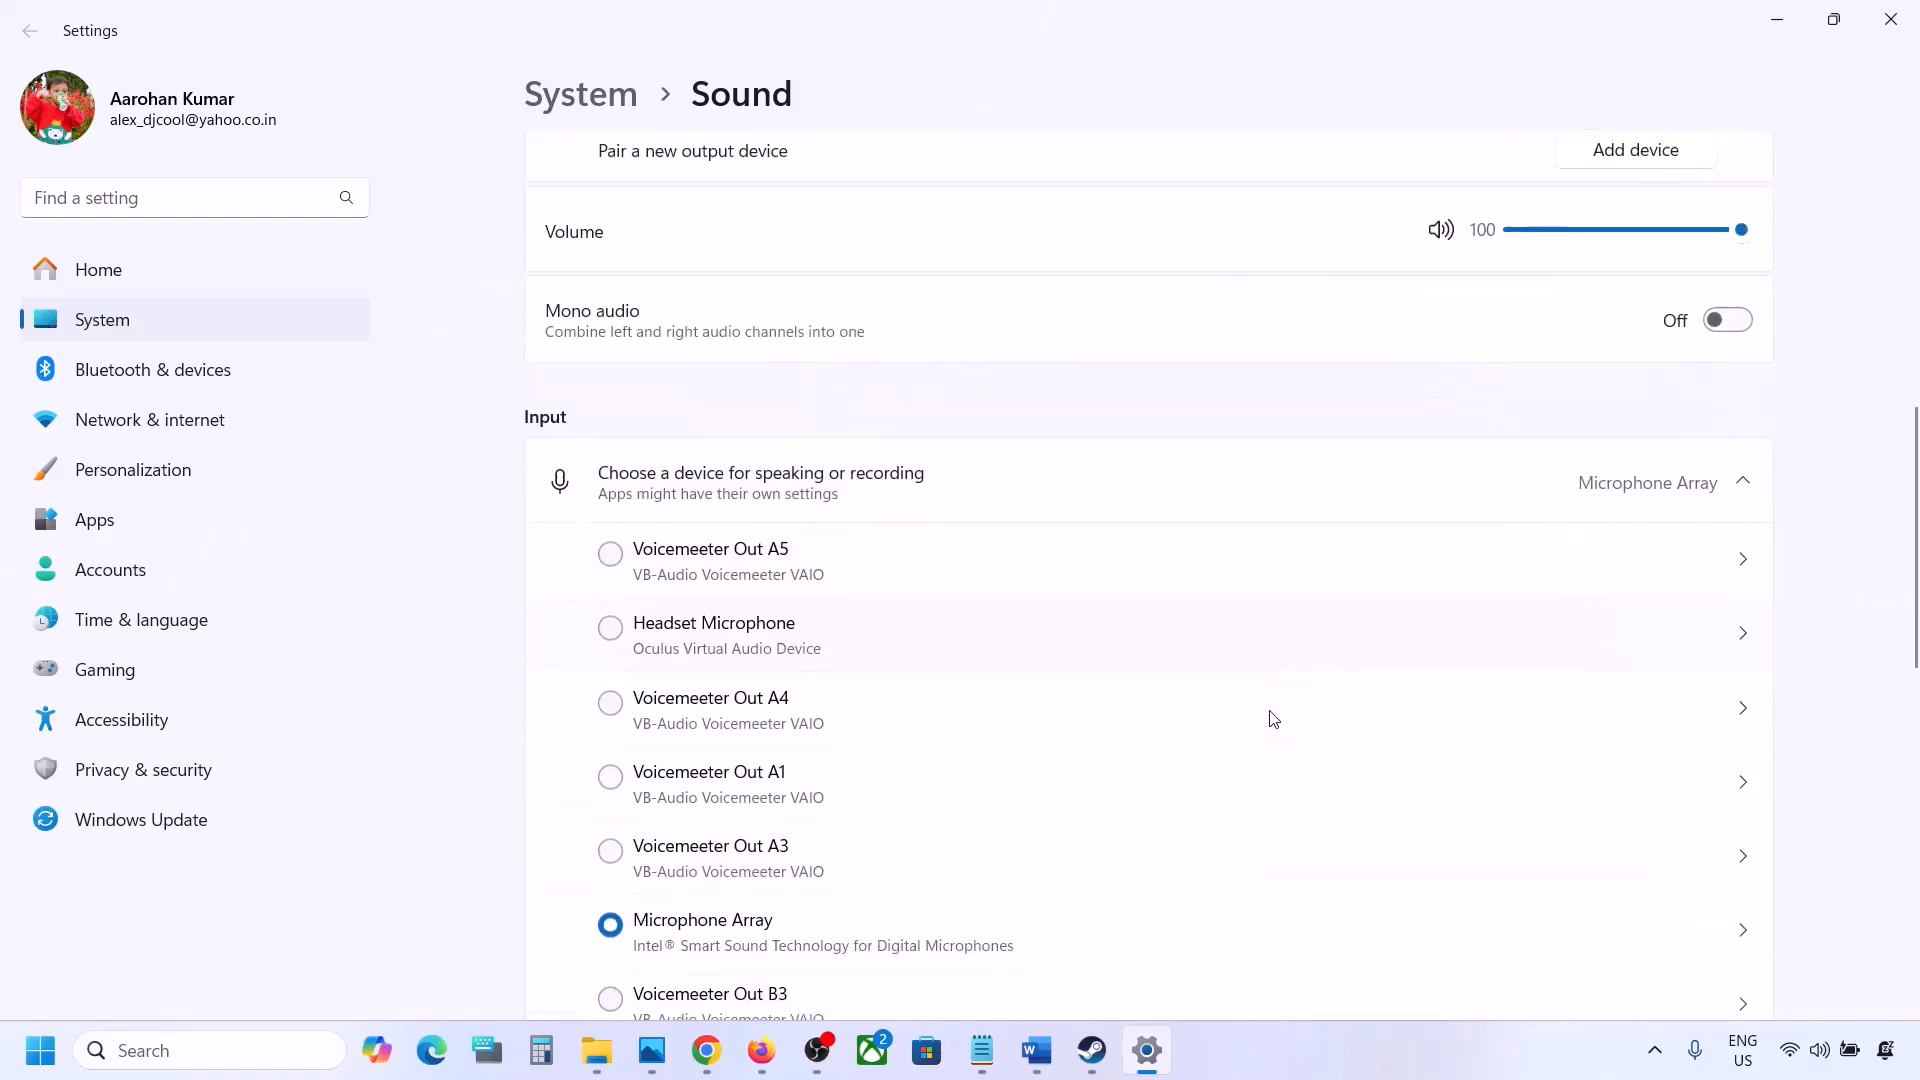 Settings
Aarohan Kumar
alex_djcool@yahoo.co.in
Find a setting
Home
System
Bluetooth & devices
Network & internet
Personalization
Apps
Accounts
Time & language
Gaming
Accessibility
Privacy & security
Windows Update
System > Sound
Pair a new output device
Add device
Volume
100
Mono audio
Combine left and right audio channels into one
Off
Input
Choose a device for speaking or recording
Apps might have their own settings
Microphone Array
Voicemeeter Out A5
VB-Audio Voicemeeter VAIO
Headset Microphone
Oculus Virtual Audio Device
Voicemeeter Out A4
VB-Audio Voicemeeter VAIO
Voicemeeter Out A1
VB-Audio Voicemeeter VAIO
Voicemeeter Out A3
VB-Audio Voicemeeter VAIO
Microphone Array
Intel® Smart Sound Technology for Digital Microphones
Voicemeeter Out B3
VB-Audio Voicemeeter VAIO
Search
2
ENG
US